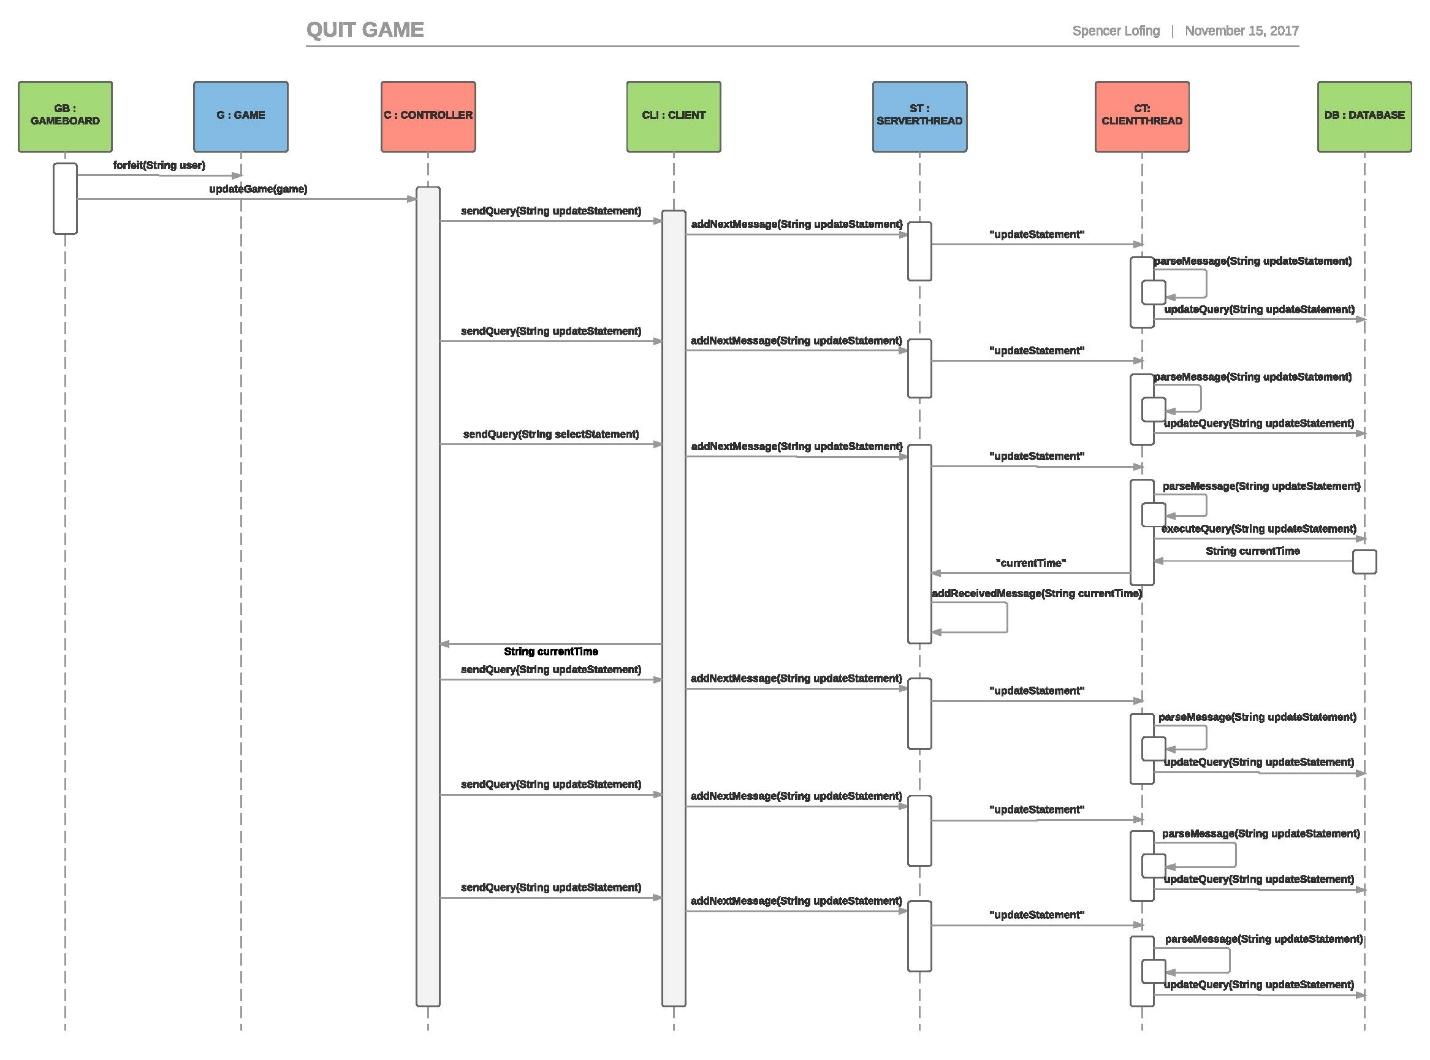 QUIT GAME
Spencer Lofing | November 15, 2017
GB :
GAMEBOARD
G : GAME
C : CONTROLLER
CLI : CLIENT
ST :
SERVERTHREAD
CT:
CLIENTTHREAD
DB : DATABASE
forfeit(String user)
updateGame(game)
sendQuery(String updateStatement)
addNextMessage(String updateStatement)
"updateStatement"
parseMessage(String updateStatement)
updateQuery(String updateStatement)
sendQuery(String updateStatement)
addNextMessage(String updateStatement)
"updateStatement"
parseMessage(String updateStatement)
updateQuery(String updateStatement)
sendQuery(String selectStatement)
addNextMessage(String updateStatement)
"updateStatement"
parseMessage(String updateStatement)
executeQuery(String updateStatement)
String currentTime
"currentTime"
addReceivedMessage(String currentTime)
String currentTime
sendQuery(String updateStatement)
addNextMessage(String updateStatement)
"updateStatement"
parseMessage(String updateStatement)
updateQuery(String updateStatement)
sendQuery(String updateStatement)
addNextMessage(String updateStatement)
"updateStatement"
parseMessage(String updateStatement)
updateQuery(String updateStatement)
sendQuery(String updateStatement)
addNextMessage(String updateStatement)
"updateStatement"
parseMessage(String updateStatement)
updateQuery(String updateStatement)